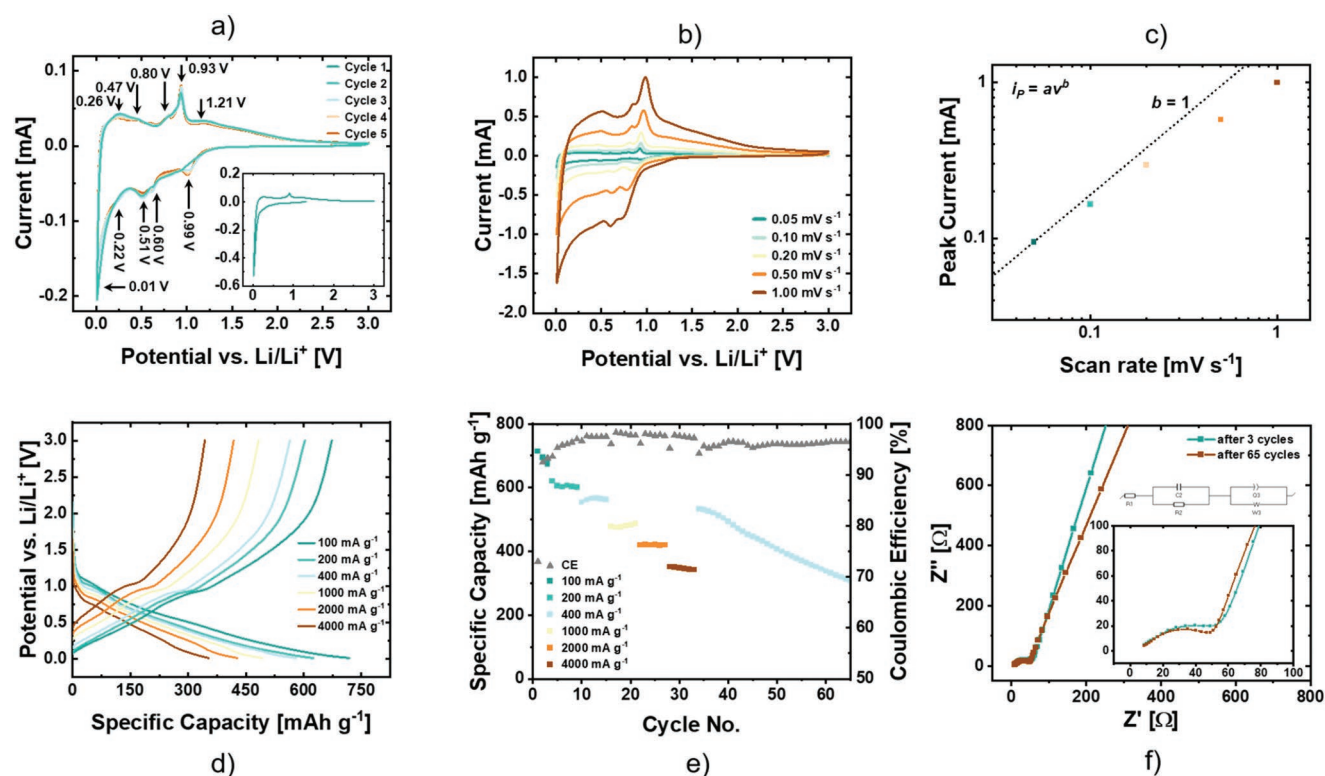 a)
0.1
0.0
-0.1
-0.2
Current [mA]
0.26 V
0.47 V
0.80 V
0.93 V
1.21 V
Cycle 1
Cycle 2
Cycle 3
Cycle 4
Cycle 5
0.22 V
0.51 V
0.60 V
0.99 V
0.01 V
0.2
0.0
-0.2
-0.4
-0.6
0 1 2 3
0.0 0.5 1.0 1.5 2.0 2.5 3.0
Potential vs. Li/Li⁺ [V]
b)
1.0
0.5
0.0
-0.5
-1.0
-1.5
-2.0
Current [mA]
0.05 mV s⁻¹
0.10 mV s⁻¹
0.20 mV s⁻¹
0.50 mV s⁻¹
1.00 mV s⁻¹
0.0 0.5 1.0 1.5 2.0 2.5 3.0
Potential vs. Li/Li⁺ [V]
c)
1
0.1
Peak Current [mA]
iₚ = avᵇ
b = 1
0.1 1
Scan rate [mV s⁻¹]
3.0
2.5
2.0
1.5
1.0
0.5
0.0
Potential vs. Li/Li⁺ [V]
100 mA g⁻¹
200 mA g⁻¹
400 mA g⁻¹
1000 mA g⁻¹
2000 mA g⁻¹
4000 mA g⁻¹
0 150 300 450 600 750
Specific Capacity [mAh g⁻¹]
d)
800
700
600
500
400
300
200
100
0
Specific Capacity [mAh g⁻¹]
CE
100 mA g⁻¹
200 mA g⁻¹
400 mA g⁻¹
1000 mA g⁻¹
2000 mA g⁻¹
4000 mA g⁻¹
100
90
80
70
60
50
Coulombic Efficiency [%]
0 10 20 30 40 50 60
Cycle No.
e)
800
600
400
200
0
Z'' [Ω]
after 3 cycles
after 65 cycles
R1
C2
R2
Q3
W3
100
80
60
40
20
0
0 20 40 60 80 100
0 200 400 600 800
Z' [Ω]
f)